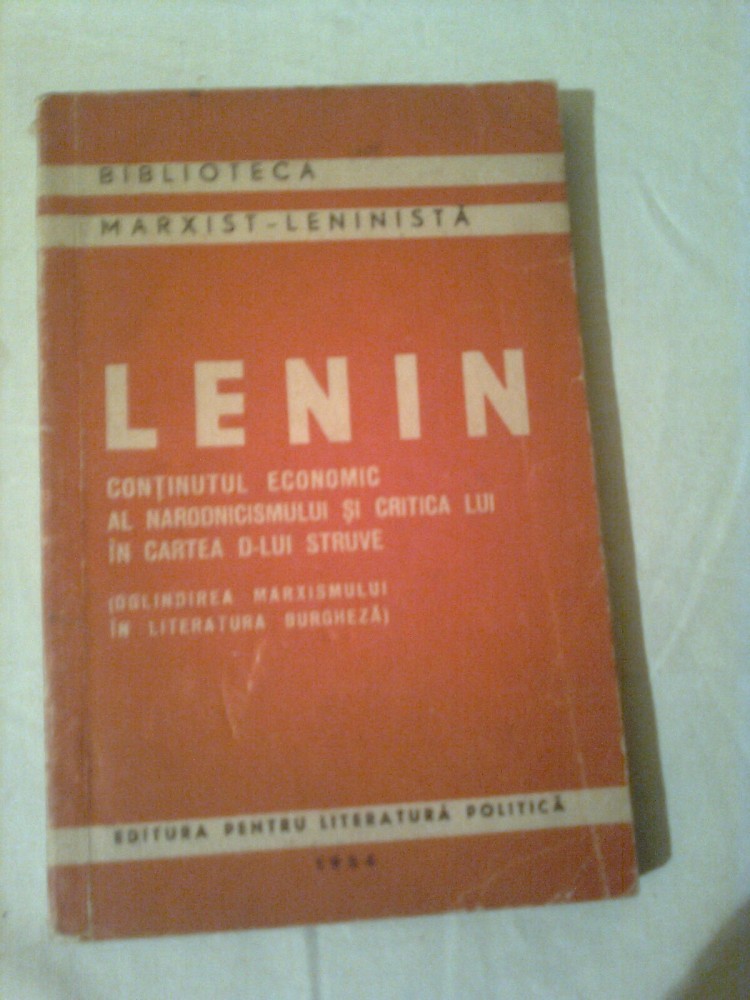 BIBLIOTECA
MARXIST-LENINISTĂ
LENIN
CONȚINUTUL ECONOMIC
AL NARODNICISMULUI ȘI CRITICA LUI
ÎN CARTEA D-LUI STRUVE
(OGLINDIREA MARXISMULUI
ÎN LITERATURA BURGHEZĂ)
EDITURA PENTRU LITERATURĂ POLITICĂ